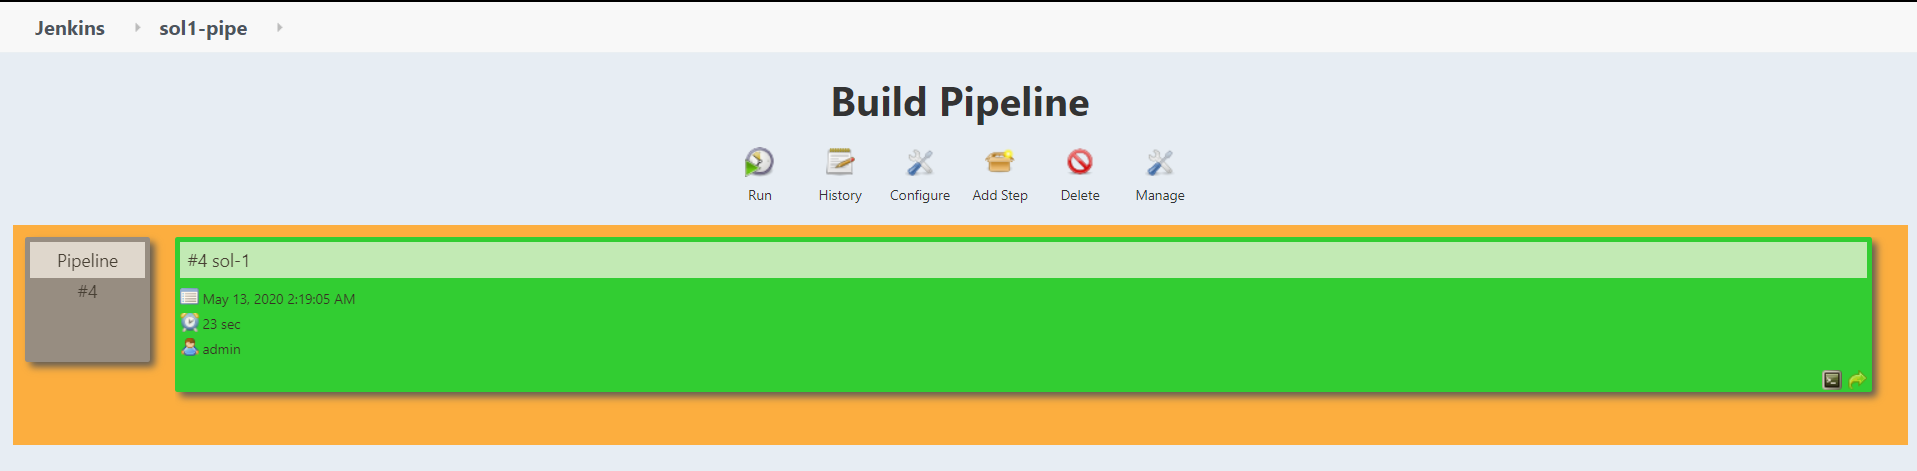 Jenkins sol1-pipe
Build Pipeline
Run History Configure Add Step Delete Manage
Pipeline
#4
#4 sol-1
May 13, 2020 2:19:05 AM
23 sec
admin